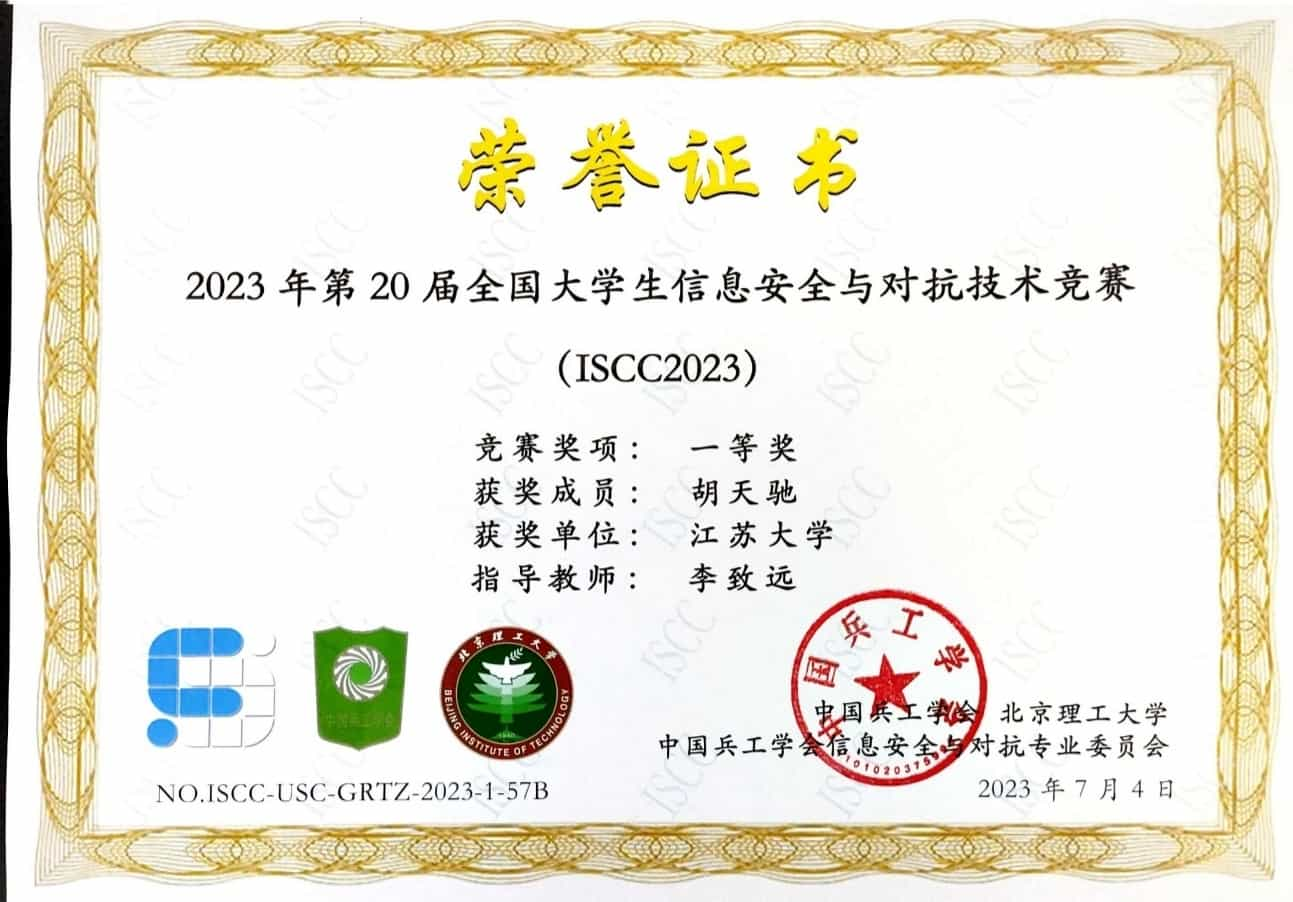 荣誉证书
2023 年第 20 届全国大学生信息安全与对抗技术竞赛
(ISCC2023)
竞赛奖项： 一等奖
获奖成员： 胡天驰
获奖单位： 江苏大学
指导教师： 李致远
中国兵工学会
北京理工大学
BEIJING INSTITUTE OF TECHNOLOGY
1940
中国兵工学会
中国兵工学会 北京理工大学
中国兵工学会信息安全与对抗专业委员会
NO.ISCC-USC-GRTZ-2023-1-57B
2023 年 7 月 4 日
ISCC